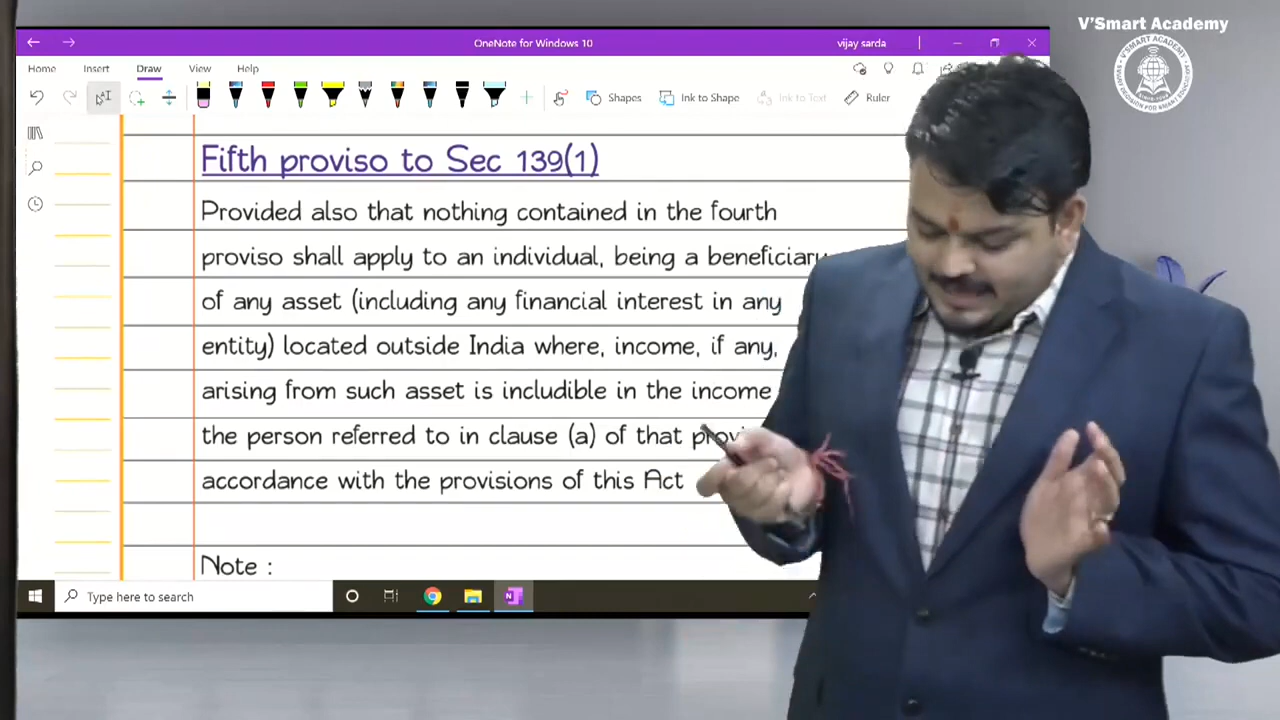 V'Smart Academy
OneNote for Windows 10
vijay sarda
Home Insert Draw View Help
Shapes Ink to Shape Ink to Text Ruler
Fifth proviso to Sec 139(1)
Provided also that nothing contained in the fourth
proviso shall apply to an individual, being a beneficiary
of any asset (including any financial interest in any
entity) located outside India where, income, if any,
arising from such asset is includible in the income
the person referred to in clause (a) of that
accordance with the provisions of this Act
Note :
Type here to search